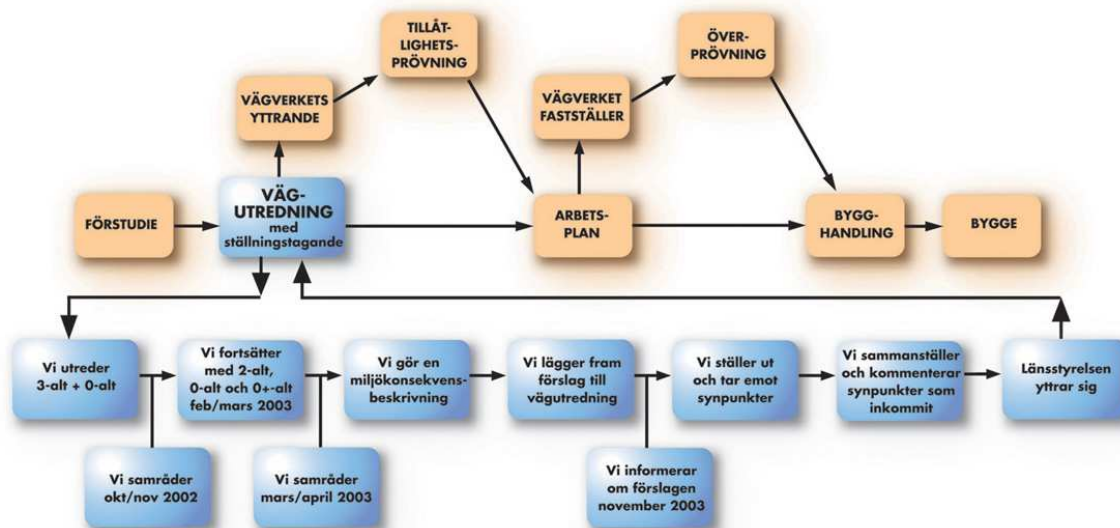 TILLÅT-
LIGHETS-
PRÖVNING
ÖVER-
PRÖVNING
VÄGVERKETS
YTTRANDE
VÄGVERKET
FASTSTÄLLER
FÖRSTUDIE
VÄG-
UTREDNING
med
ställningstagande
ARBETS-
PLAN
BYGG-
HANDLING
BYGGE
Vi utreder
3-alt + 0-alt
Vi fortsätter
med 2-alt,
0-alt och 0+-alt
feb/mars 2003
Vi gör en
miljökonsekvens-
beskrivning
Vi lägger fram
förslag till
vägutredning
Vi ställer ut
och tar emot
synpunkter
Vi sammanställer
och kommenterar
synpunkter som
inkommit
Länsstyrelsen
yttrar sig
Vi samråder
okt/nov 2002
Vi samråder
mars/april 2003
Vi informerar
om förslagen
november 2003